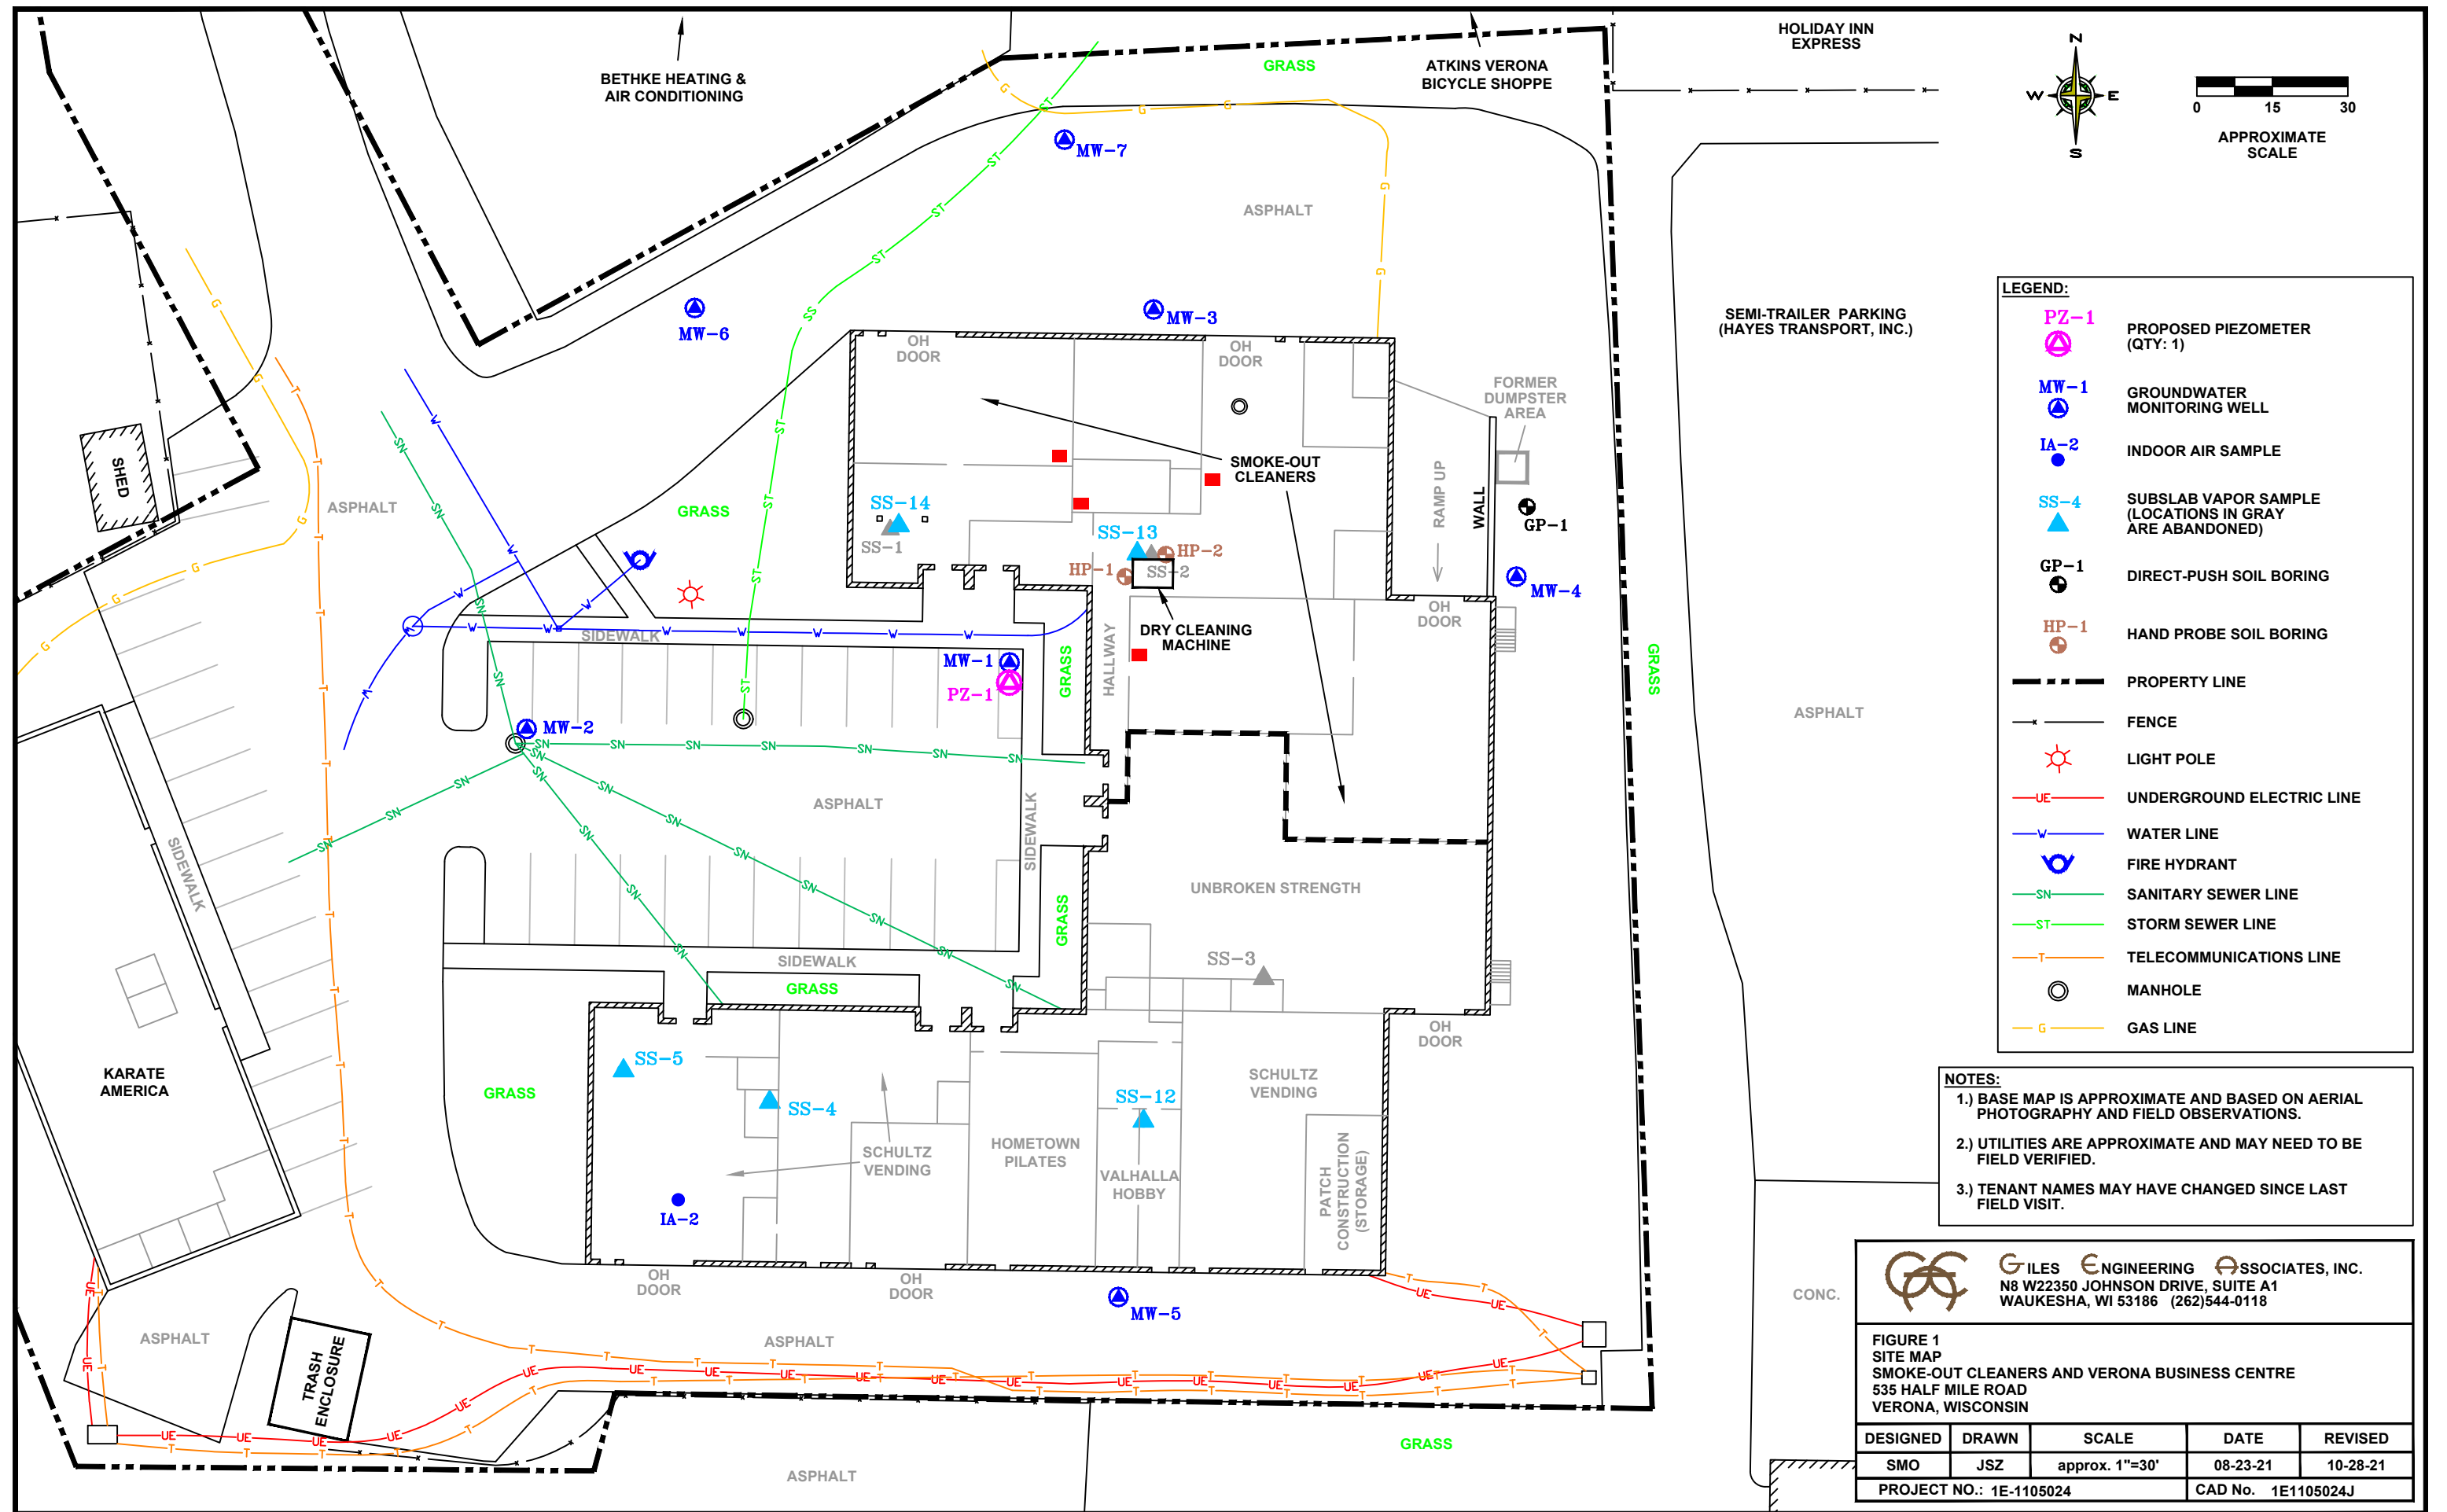 BETHKE HEATING &
AIR CONDITIONING
GRASS
ATKINS VERONA
BICYCLE SHOPPE
HOLIDAY INN
EXPRESS
N
W E
S
0 15 30
APPROXIMATE
SCALE
MW-7
ASPHALT
MW-6
MW-3
SEMI-TRAILER PARKING
(HAYES TRANSPORT, INC.)
OH
DOOR
OH
DOOR
FORMER
DUMPSTER
AREA
SHED
ASPHALT
GRASS
SMOKE-OUT
CLEANERS
RAMP UP
WALL
GP-1
SS-14
SS-1
SS-13
HP-2
HP-1
SS-2
MW-4
OH
DOOR
DRY CLEANING
MACHINE
SIDEWALK
HALLWAY
GRASS
GRASS
MW-1
PZ-1
MW-2
ASPHALT
ASPHALT
SIDEWALK
SIDEWALK
UNBROKEN STRENGTH
GRASS
SIDEWALK
GRASS
SS-3
OH
DOOR
KARATE
AMERICA
GRASS
SS-5
SS-4
SCHULTZ
VENDING
HOMETOWN
PILATES
SS-12
VALHALLA
HOBBY
SCHULTZ
VENDING
PATCH
CONSTRUCTION
(STORAGE)
IA-2
OH
DOOR
OH
DOOR
MW-5
CONC.
ASPHALT
TRASH
ENCLOSURE
ASPHALT
GRASS
ASPHALT
LEGEND:
PZ-1
PROPOSED PIEZOMETER
(QTY: 1)
MW-1
GROUNDWATER
MONITORING WELL
IA-2
INDOOR AIR SAMPLE
SS-4
SUBSLAB VAPOR SAMPLE
(LOCATIONS IN GRAY
ARE ABANDONED)
GP-1
DIRECT-PUSH SOIL BORING
HP-1
HAND PROBE SOIL BORING
PROPERTY LINE
FENCE
LIGHT POLE
UE UNDERGROUND ELECTRIC LINE
W WATER LINE
FIRE HYDRANT
SN SANITARY SEWER LINE
ST STORM SEWER LINE
T TELECOMMUNICATIONS LINE
MANHOLE
G GAS LINE
NOTES:
1.) BASE MAP IS APPROXIMATE AND BASED ON AERIAL
PHOTOGRAPHY AND FIELD OBSERVATIONS.
2.) UTILITIES ARE APPROXIMATE AND MAY NEED TO BE
FIELD VERIFIED.
3.) TENANT NAMES MAY HAVE CHANGED SINCE LAST
FIELD VISIT.
GILES ENGINEERING ASSOCIATES, INC.
N8 W22350 JOHNSON DRIVE, SUITE A1
WAUKESHA, WI 53186 (262)544-0118
FIGURE 1
SITE MAP
SMOKE-OUT CLEANERS AND VERONA BUSINESS CENTRE
535 HALF MILE ROAD
VERONA, WISCONSIN
DESIGNED DRAWN SCALE DATE REVISED
SMO JSZ approx. 1"=30' 08-23-21 10-28-21
PROJECT NO.: 1E-1105024 CAD No. 1E1105024J